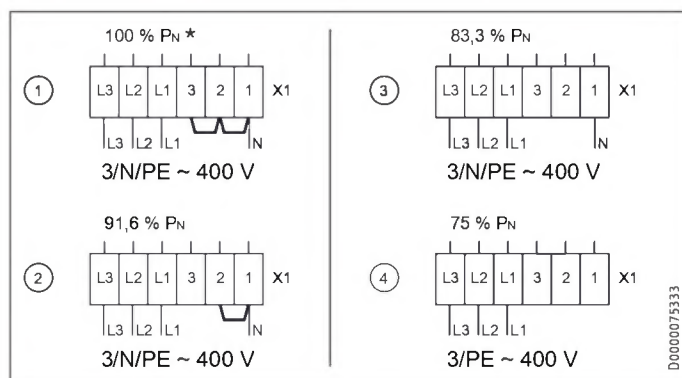 100 % PN *
1
L3 L2 L1 3 2 1 X1
L3 L2 L1 N
3/N/PE ~ 400 V
91,6 % PN
2
L3 L2 L1 3 2 1 X1
L3 L2 L1 N
3/N/PE ~ 400 V
83,3 % PN
3
L3 L2 L1 3 2 1 X1
L3 L2 L1 N
3/N/PE ~ 400 V
75 % PN
4
L3 L2 L1 3 2 1 X1
L3 L2 L1
3/PE ~ 400 V
D0000075333